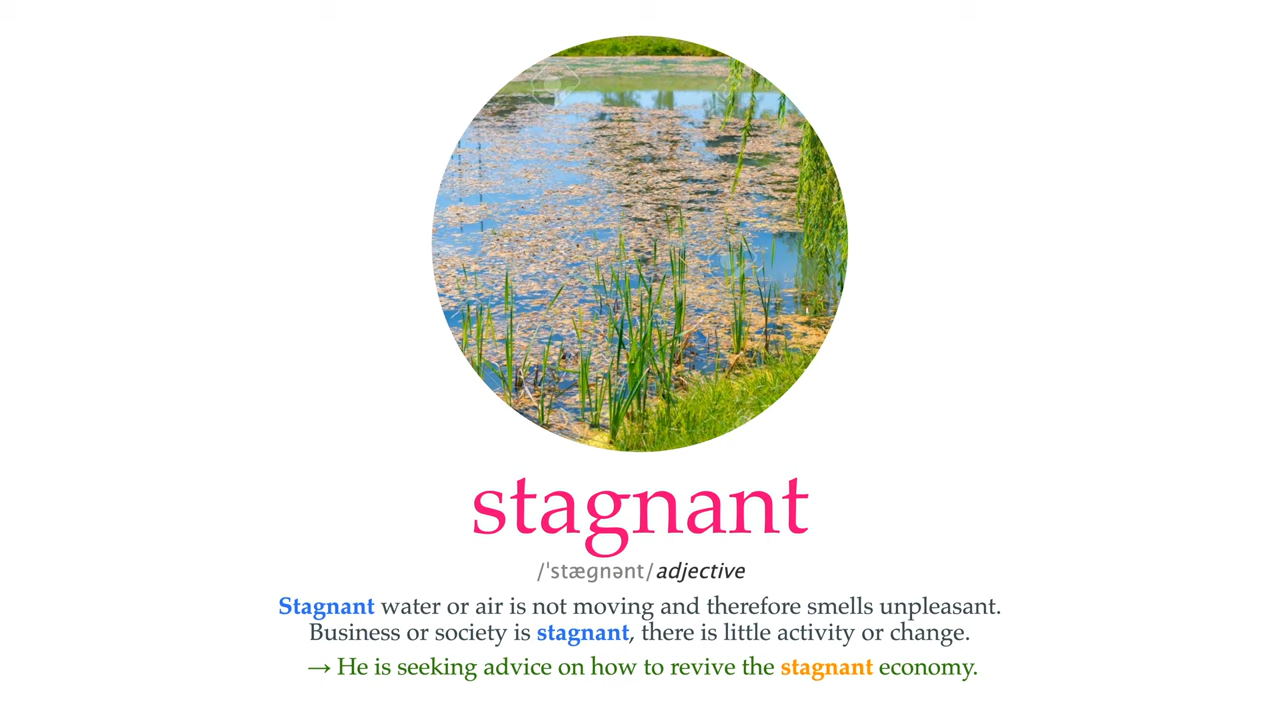 stagnant
/ˈstægnənt/adjective
Stagnant water or air is not moving and therefore smells unpleasant.
Business or society is stagnant, there is little activity or change.
→ He is seeking advice on how to revive the stagnant economy.